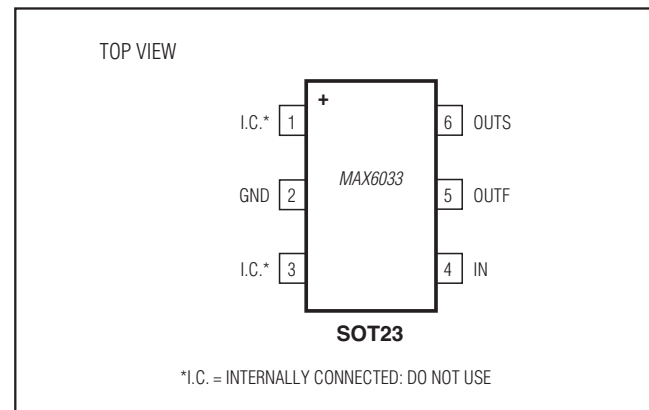 TOP VIEW
+
I.C.* 1 6 OUTS
MAX6033
GND 2 5 OUTF
I.C.* 3 4 IN
SOT23
*I.C. = INTERNALLY CONNECTED: DO NOT USE